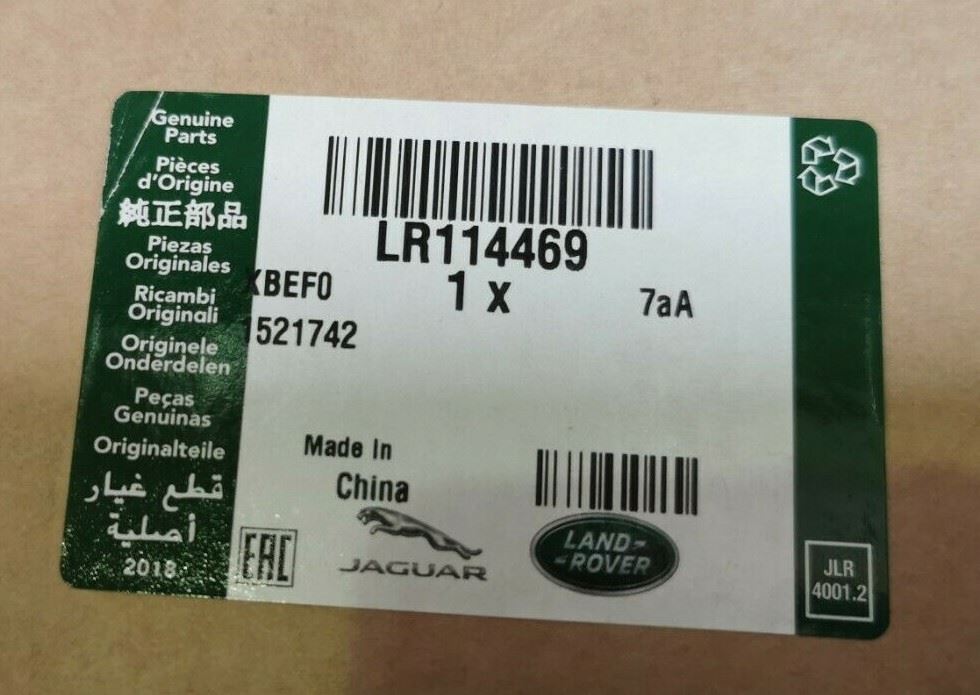 Genuine
Parts
Pièces
d'Origine
純正部品
Piezas
Originales
Ricambi
Originali
Originele
Onderdelen
Peças
Genuinas
Originalteile
قطع غيار
أصلية
2018
LR114469
XBEF0
1 x
7aA
1521742
Made In
China
EAC
JAGUAR
LAND-
-ROVER
JLR
4001.2